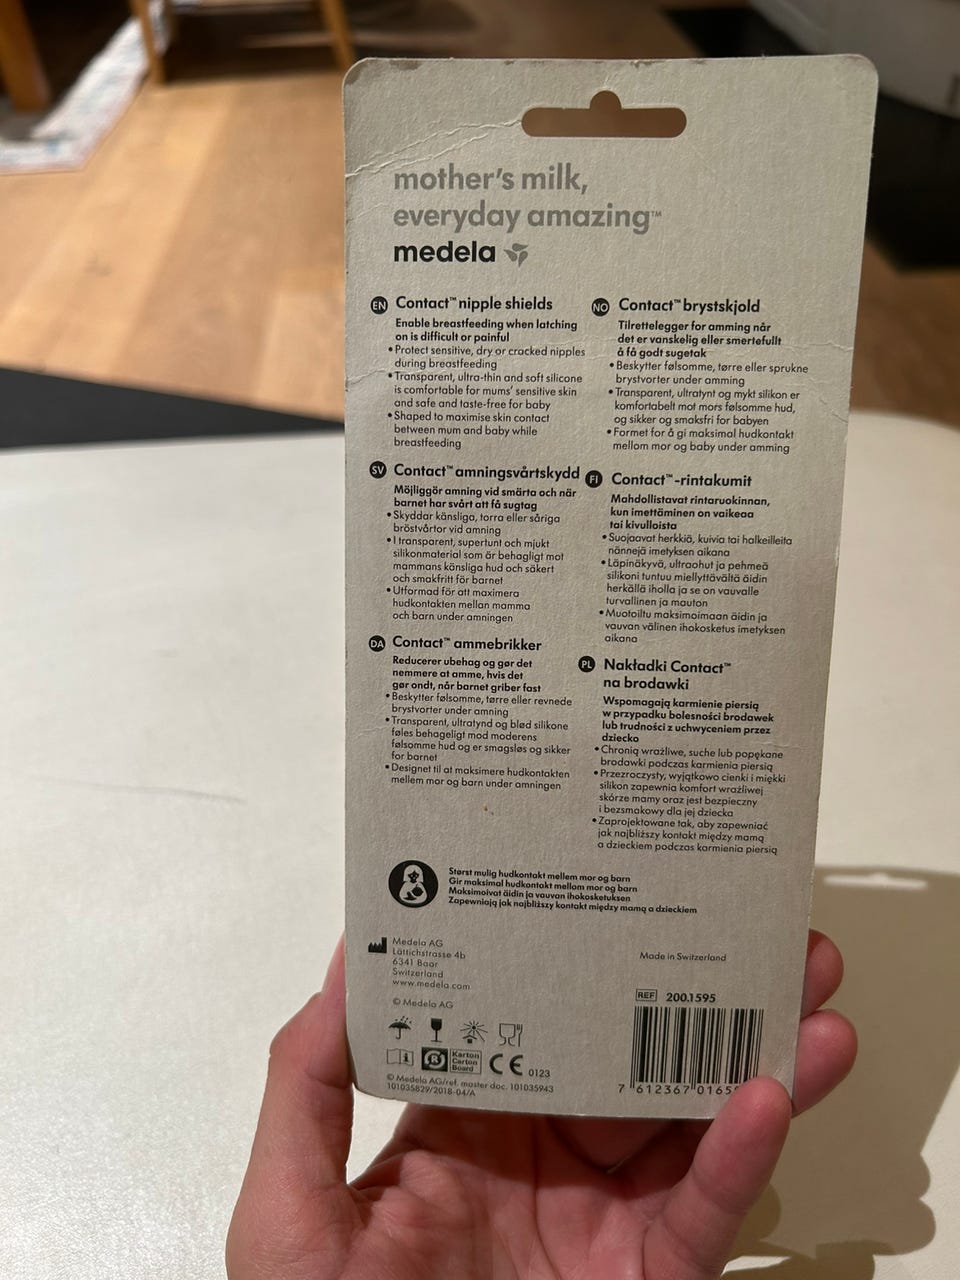 mother's milk,
everyday amazing™
medela
EN Contact™ nipple shields
Enable breastfeeding when latching
on is difficult or painful
• Protect sensitive, dry or cracked nipples
during breastfeeding
• Transparent, ultra-thin and soft silicone
is comfortable for mums' sensitive skin
and safe and taste-free for baby
• Shaped to maximise skin contact
between mum and baby while
breastfeeding
SV Contact™ amningsvårtskydd
Möjliggör amning vid smärta och när
barnet har svårt att få sugtag
• Skyddar känsliga, torra eller såriga
bröstvårtor vid amning
• I transparent, supertunt och mjukt
silikonmaterial som är behagligt mot
mammans känsliga hud och säkert
och smakfritt för barnet
• Utformad för att maximera
hudkontakten mellan mamma
och barn under amningen
DA Contact™ ammebrikker
Reducerer ubehag og gør det
nemmere at amme, hvis det
gør ondt, når barnet griber fast
• Beskytter følsomme, tørre eller revnede
brystvorter under amning
• Transparent, ultratynd og blød silikone
føles behageligt mod moderens
følsomme hud og er smagsløs og sikker
for barnet
• Designet til at maksimere hudkontakten
mellem mor og barn under amningen
NO Contact™ brystskjold
Tilrettelegger for amming når
det er vanskelig eller smertefullt
å få godt sugetak
• Beskytter følsomme, tørre eller sprukne
brystvorter under amming
• Transparent, ultratynt og mykt silikon er
komfortabelt mot mors følsomme hud,
og sikker og smaksfri for babyen
• Formet for å gi maksimal hudkontakt
mellom mor og baby under amming
FI Contact™-rintakumit
Mahdollistavat rintaruokinnan,
kun imettäminen on vaikeaa
tai kivulloista
• Suojaavat herkkiä, kuivia tai halkeilleita
nännejä imetyksen aikana
• Läpinäkyvä, ultraohut ja pehmeä
silikoni tuntuu miellyttävältä äidin
herkällä iholla ja se on vauvalle
turvallinen ja mauton
• Muotoiltu maksimoimaan äidin ja
vauvan välinen ihokosketus imetyksen
aikana
PL Nakładki Contact™
na brodawki
Wspomagają karmienie piersią
w przypadku bolesności brodawek
lub trudności z uchwyceniem przez
dziecko
• Chronią wrażliwe, suche lub popękane
brodawki podczas karmienia piersią
• Przezroczysty, wyjątkowo cienki i miękki
silikon zapewnia komfort wrażliwej
skórze mamy oraz jest bezpieczny
i bezsmakowy dla jej dziecka
• Zaprojektowane tak, aby zapewniać
jak najbliższy kontakt między mamą
a dzieckiem podczas karmienia piersią
Størst mulig hudkontakt mellem mor og barn
Gir maksimal hudkontakt mellom mor og barn
Maksimoivat äidin ja vauvan ihokosketuksen
Zapewniają jak najbliższy kontakt między mamą a dzieckiem
Medela AG
Lättichstrasse 4b
6341 Baar
Switzerland
www.medela.com
© Medela AG
Made in Switzerland
REF 200.1595
Karton
Carton
Board
CE 0123
© Medela AG/ref. master doc. 101035943
101035829/2018-04/A
7 612367 0165